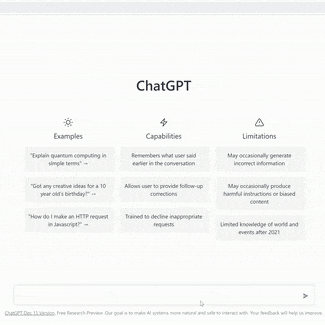 ChatGPT
Examples
Capabilities
Limitations
"Explain quantum computing in
simple terms" →
Remembers what user said
earlier in the conversation
May occasionally generate
incorrect information
"Got any creative ideas for a 10
year old's birthday?" →
Allows user to provide follow-up
corrections
May occasionally produce
harmful instructions or biased
content
"How do I make an HTTP request
in Javascript?" →
Trained to decline inappropriate
requests
Limited knowledge of world and
events after 2021
ChatGPT Dec 15 Version. Free Research Preview. Our goal is to make AI systems more natural and safe to interact with. Your feedback will help us improve.